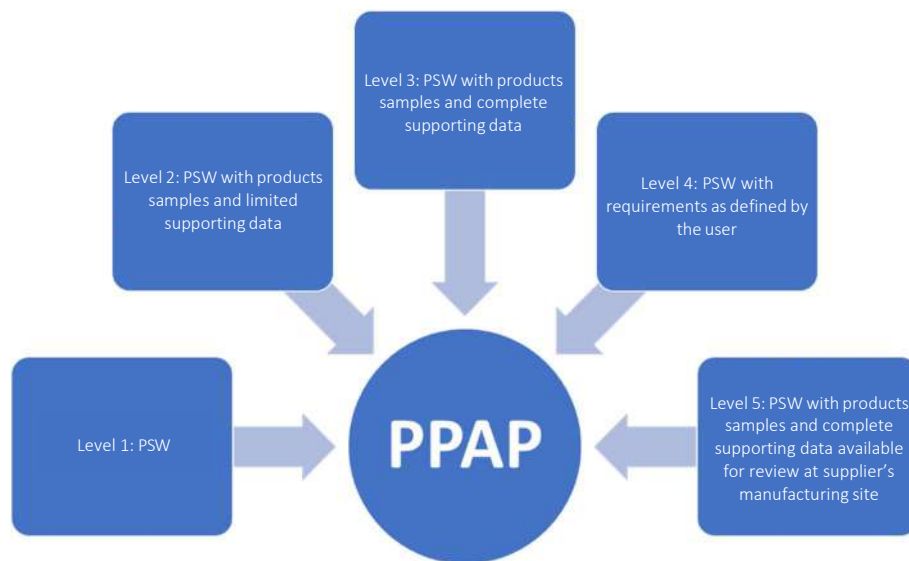 Level 1: PSW
Level 2: PSW with products
samples and limited
supporting data
Level 3: PSW with products
samples and complete
supporting data
Level 4: PSW with
requirements as defined by
the user
Level 5: PSW with products
samples and complete
supporting data available
for review at supplier’s
manufacturing site
PPAP